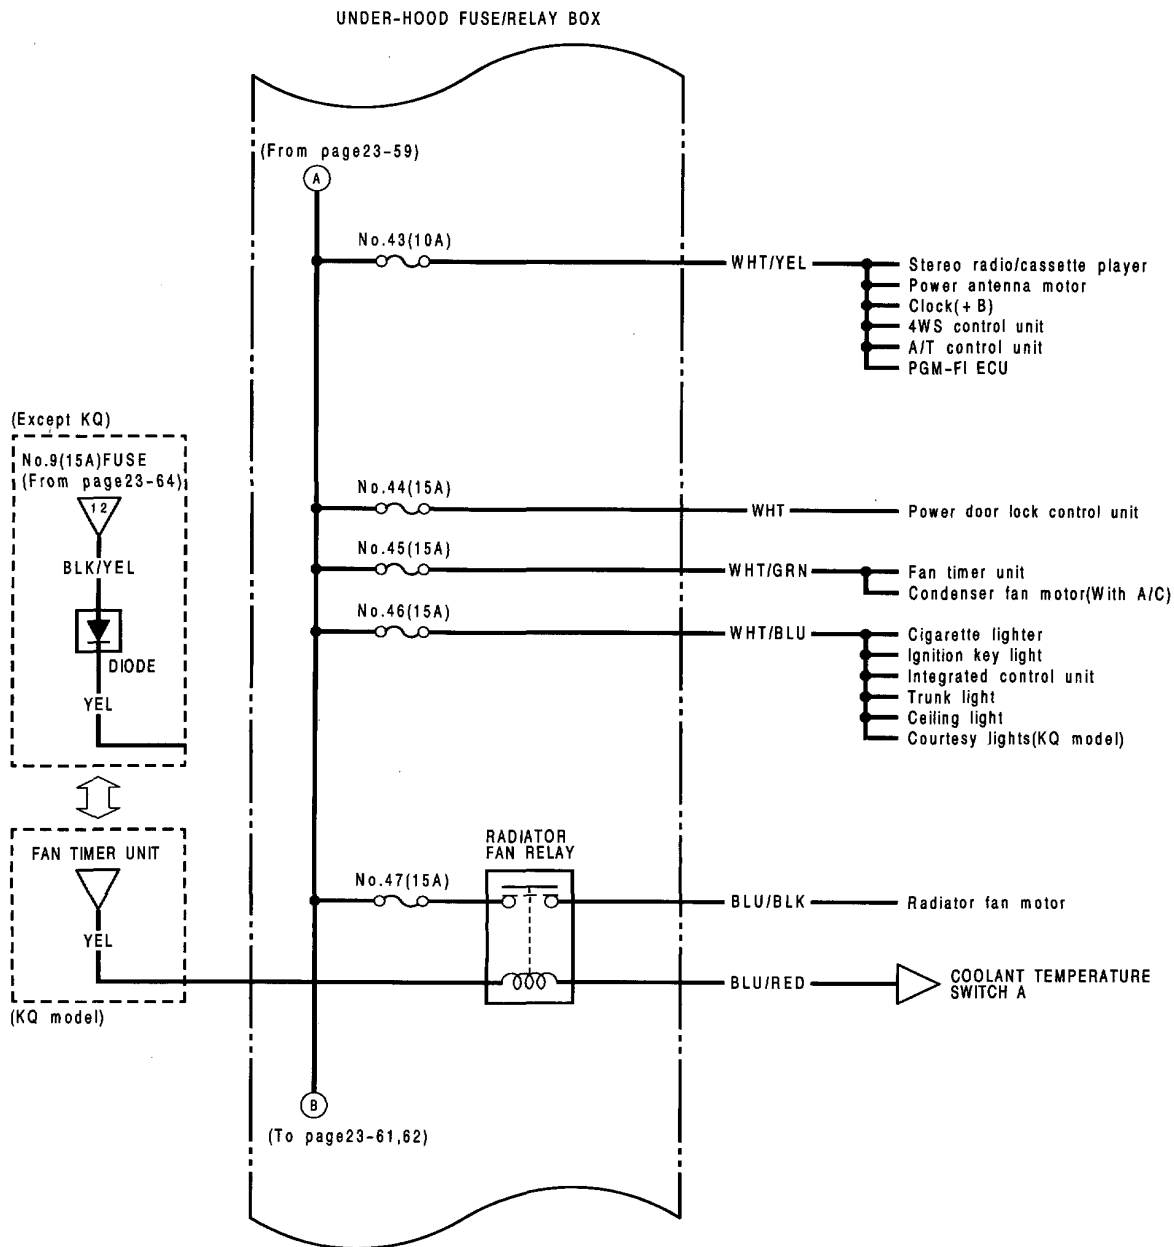 UNDER-HOOD FUSE/RELAY BOX
(From page23-59)
A
No.43(10A)
WHT/YEL
Stereo radio/cassette player
Power antenna motor
Clock(+B)
4WS control unit
A/T control unit
PGM-FI ECU
(Except KQ)
No.9(15A)FUSE
(From page23-64)
12
BLK/YEL
DIODE
YEL
No.44(15A)
WHT
Power door lock control unit
No.45(15A)
WHT/GRN
Fan timer unit
Condenser fan motor(With A/C)
No.46(15A)
WHT/BLU
Cigarette lighter
Ignition key light
Integrated control unit
Trunk light
Ceiling light
Courtesy lights(KQ model)
FAN TIMER UNIT
YEL
(KQ model)
RADIATOR
FAN RELAY
No.47(15A)
BLU/BLK
Radiator fan motor
BLU/RED
COOLANT TEMPERATURE
SWITCH A
B
(To page23-61,62)